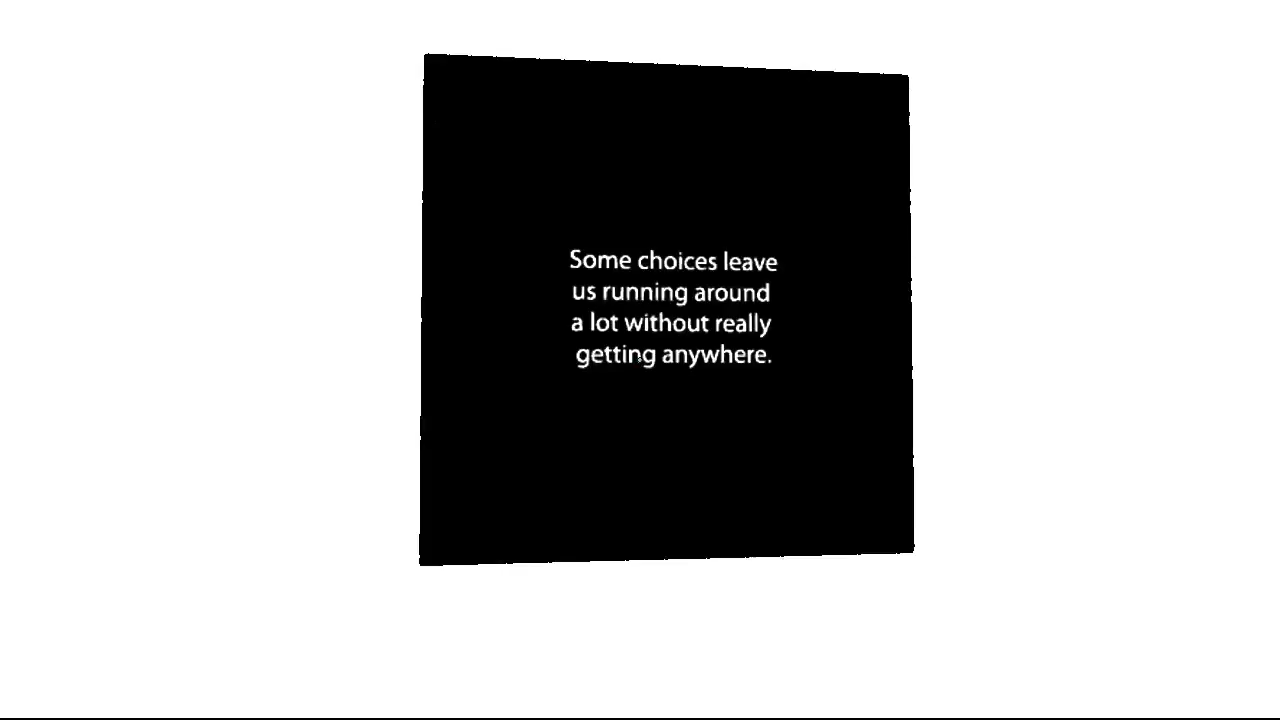 Some choices leave
us running around
a lot without really
getting anywhere.